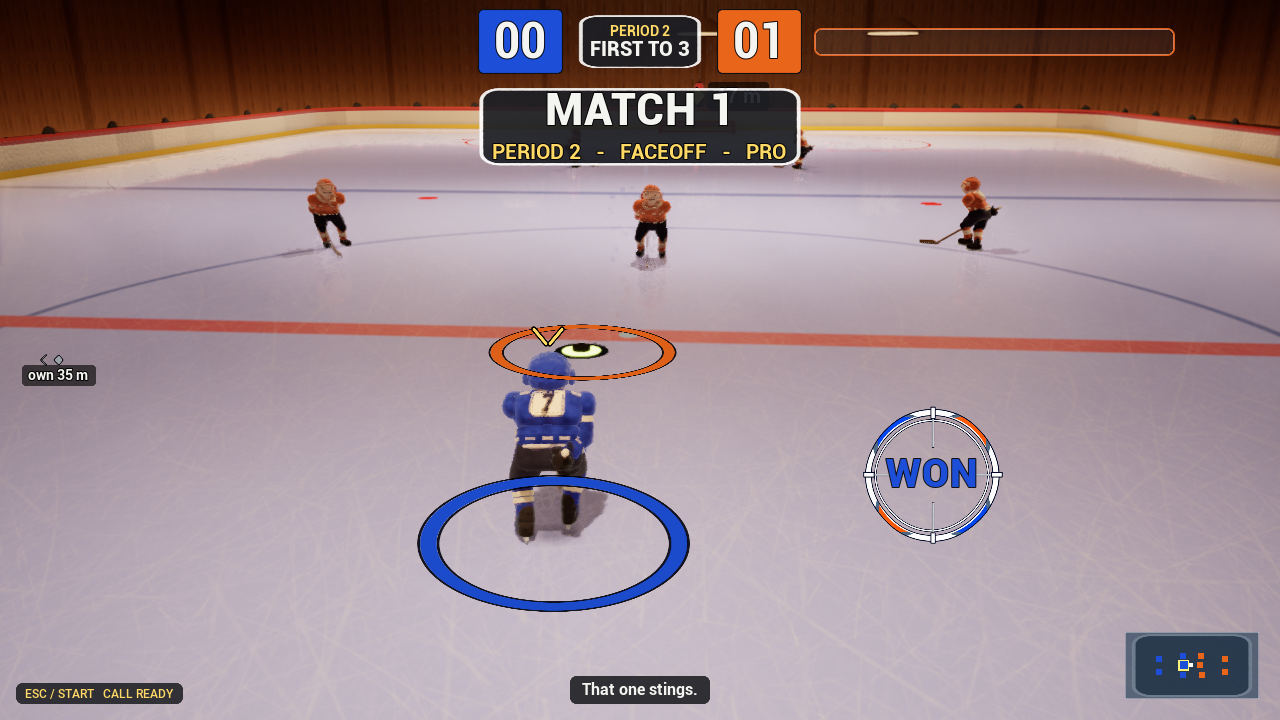 00
PERIOD 2
FIRST TO 3
01
MATCH 1
PERIOD 2 - FACEOFF - PRO
own 35 m
7
WON
ESC / START CALL READY
That one stings.